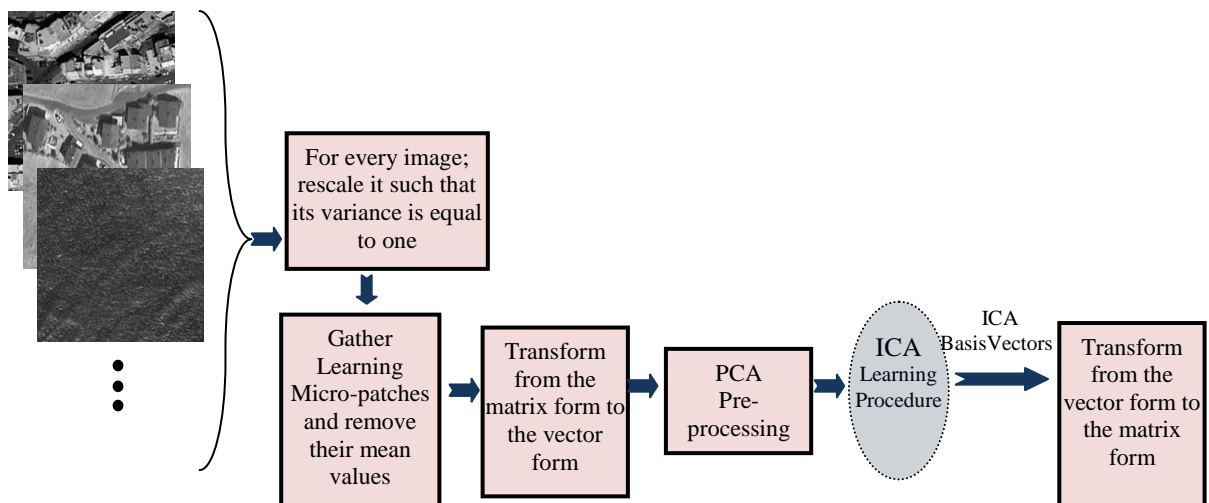 For every image;
rescale it such that
its variance is equal
to one
Gather
Learning
Micro-patches
and remove
their mean
values
Transform
from the
matrix form to
the vector
form
PCA
Pre-
processing
ICA
Learning
Procedure
ICA
BasisVectors
Transform
from the
vector form to
the matrix
form